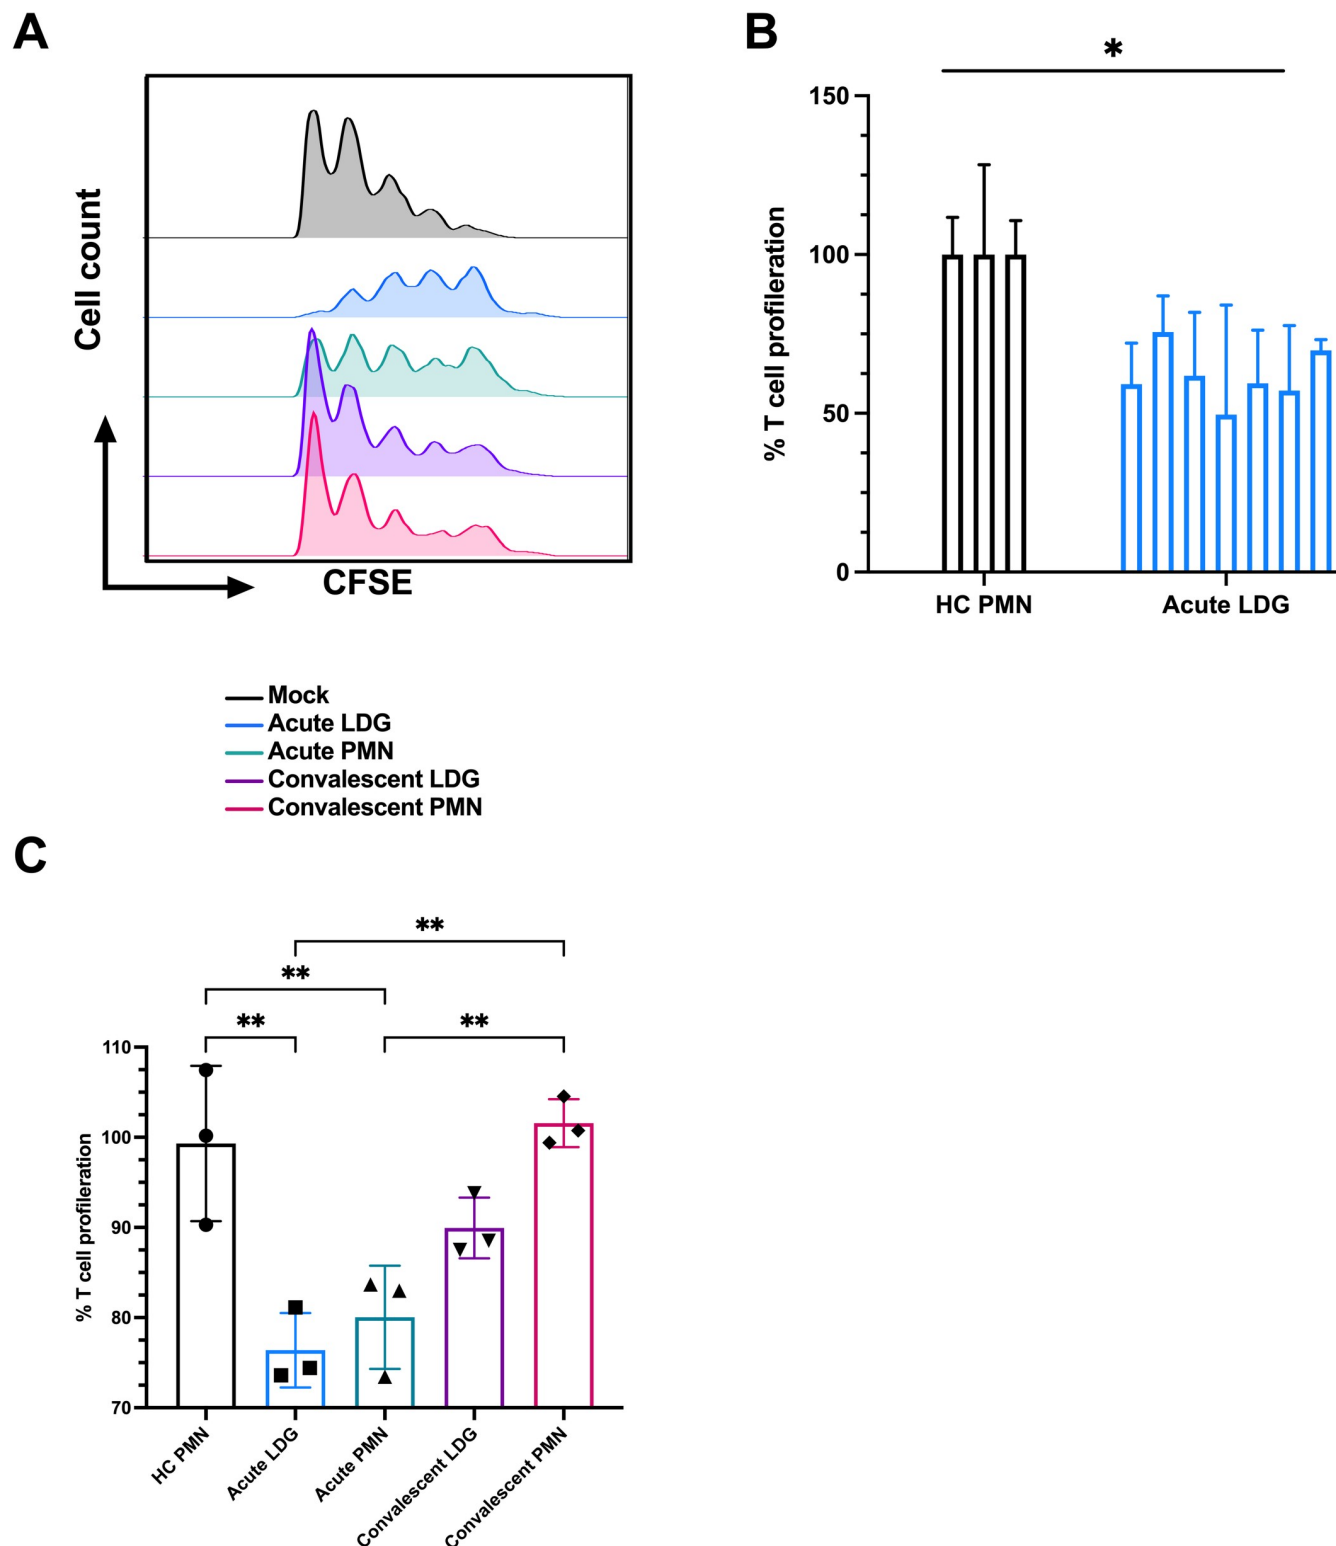 A
Cell count
CFSE
Mock
Acute LDG
Acute PMN
Convalescent LDG
Convalescent PMN
B
*
% T cell profileration
150
100
50
0
HC PMN
Acute LDG
C
**
**
**
**
% T cell profileration
110
100
90
80
70
HC PMN
Acute LDG
Acute PMN
Convalescent LDG
Convalescent PMN